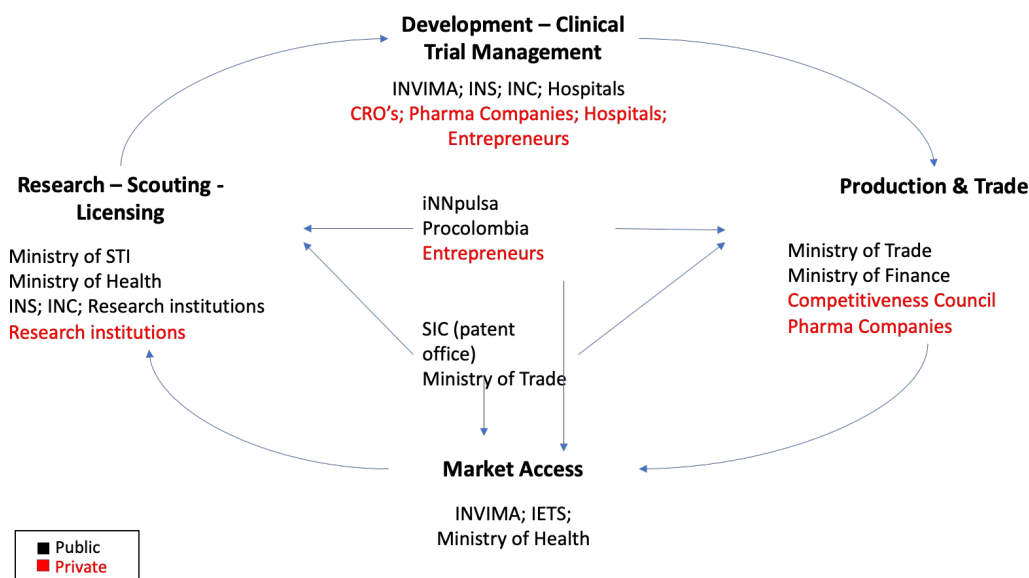 Development – Clinical
Trial Management
INVIMA; INS; INC; Hospitals
CRO's; Pharma Companies; Hospitals;
Entrepreneurs
Research – Scouting -
Licensing
Ministry of STI
Ministry of Health
INS; INC; Research institutions
Research institutions
iNNpulsa
Procolombia
Entrepreneurs
SIC (patent
office)
Ministry of Trade
Production & Trade
Ministry of Trade
Ministry of Finance
Competitiveness Council
Pharma Companies
Market Access
INVIMA; IETS;
Ministry of Health
Public
Private